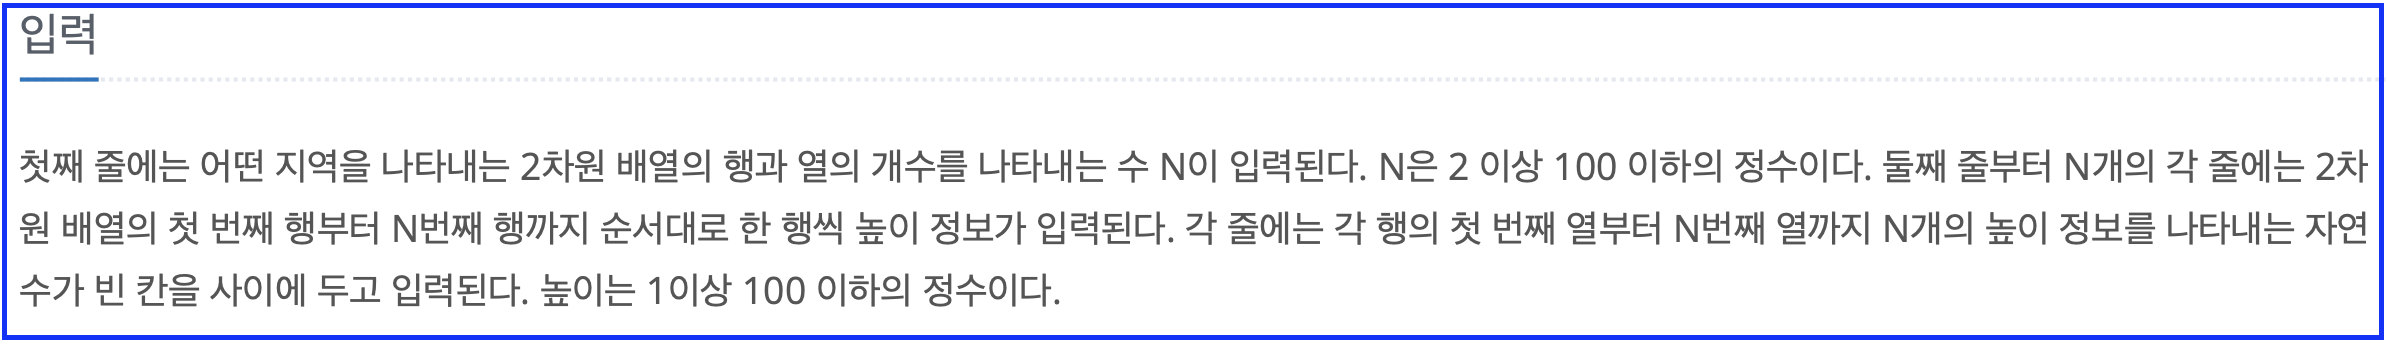 입력
첫째 줄에는 어떤 지역을 나타내는 2차원 배열의 행과 열의 개수를 나타내는 수 N이 입력된다. N은 2 이상 100 이하의 정수이다. 둘째 줄부터 N개의 각 줄에는 2차
원 배열의 첫 번째 행부터 N번째 행까지 순서대로 한 행씩 높이 정보가 입력된다. 각 줄에는 각 행의 첫 번째 열부터 N번째 열까지 N개의 높이 정보를 나타내는 자연
수가 빈 칸을 사이에 두고 입력된다. 높이는 1이상 100 이하의 정수이다.